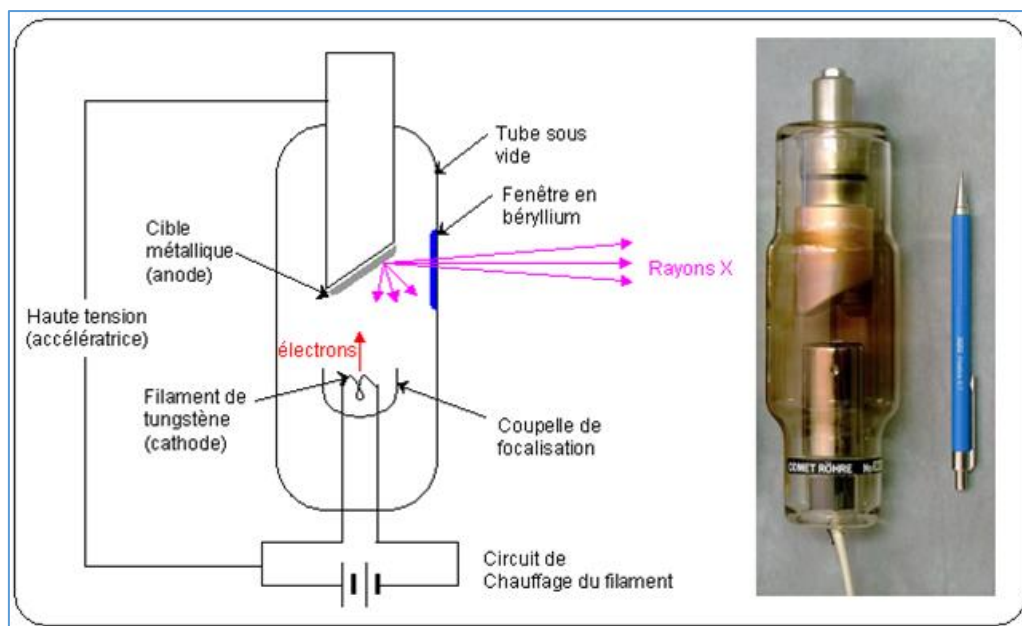 Tube sous
vide
Fenêtre en
béryllium
Cible
métallique
(anode)
Rayons X
Haute tension
(accélératrice)
électrons
Filament de
tungstène
(cathode)
Coupelle de
focalisation
Circuit de
Chauffage du filament
COMET RÖHRE